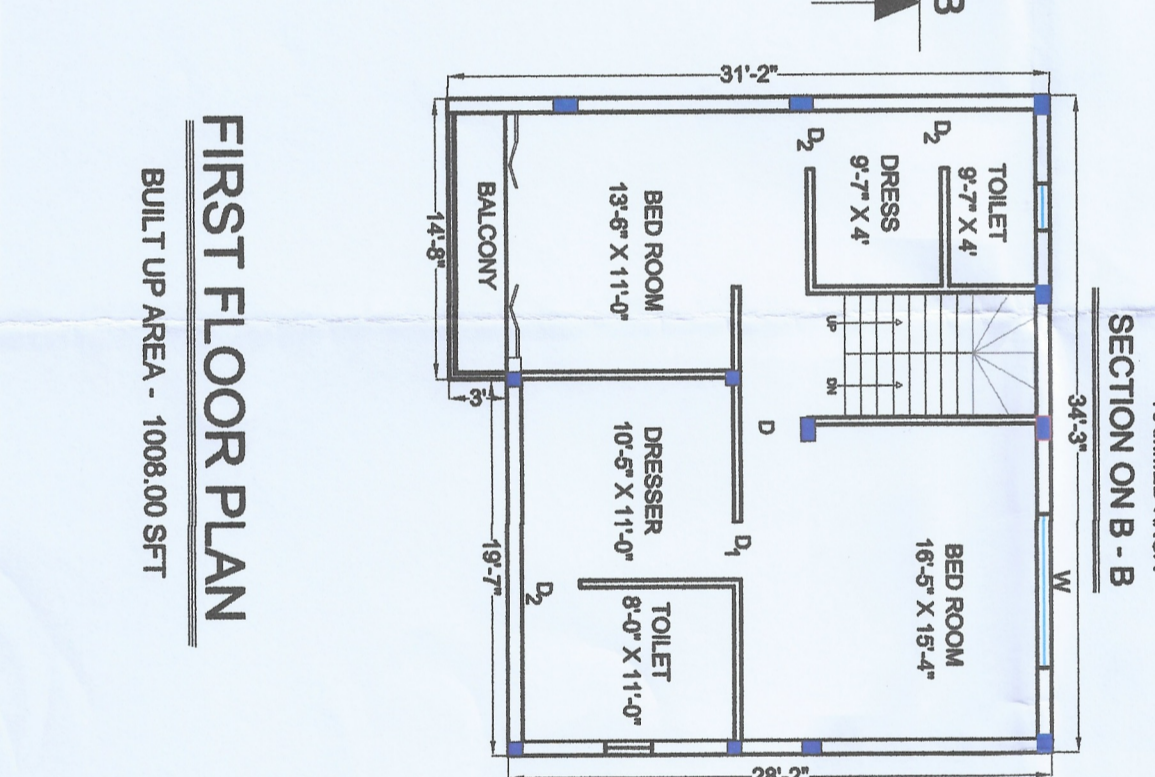 B
SECTION ON B - B
34'-3"
31'-2"
W
TOILET
9'-7" X 4'
D2
DRESS
9'-7" X 4'
D2
UP
DN
BED ROOM
16'-5" X 15'-4"
D
D1
BED ROOM
13'-6" X 11'-0"
DRESSER
10'-5" X 11'-0"
TOILET
8'-0" X 11'-0"
D2
BALCONY
14'-8"
3'
19'-7"
28'-2"
FIRST FLOOR PLAN
BUILT UP AREA - 1008.00 SFT